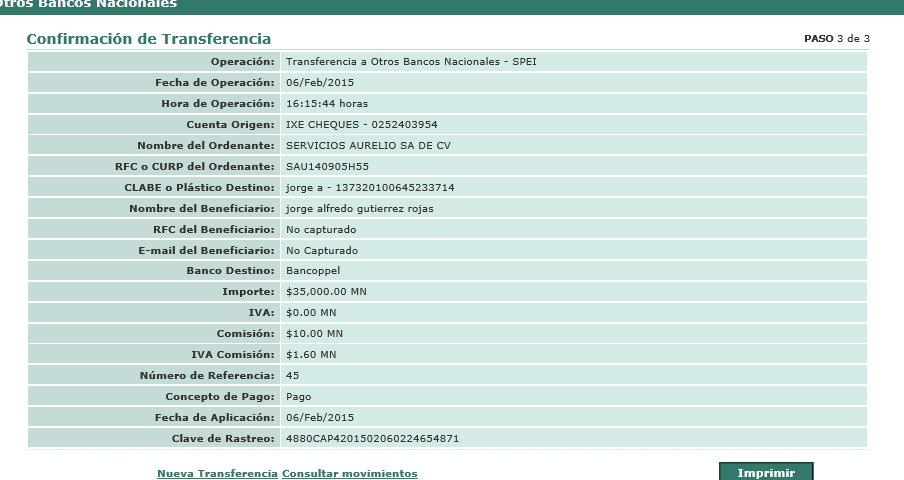 Otros Bancos Nacionales
Confirmación de Transferencia PASO 3 de 3
Operación: Transferencia a Otros Bancos Nacionales - SPEI
Fecha de Operación: 06/Feb/2015
Hora de Operación: 16:15:44 horas
Cuenta Origen: IXE CHEQUES - 0252403954
Nombre del Ordenante: SERVICIOS AURELIO SA DE CV
RFC o CURP del Ordenante: SAU140905H55
CLABE o Plástico Destino: jorge a - 137320100645233714
Nombre del Beneficiario: jorge alfredo gutierrez rojas
RFC del Beneficiario: No capturado
E-mail del Beneficiario: No Capturado
Banco Destino: Bancoppel
Importe: $35,000.00 MN
IVA: $0.00 MN
Comisión: $10.00 MN
IVA Comisión: $1.60 MN
Número de Referencia: 45
Concepto de Pago: Pago
Fecha de Aplicación: 06/Feb/2015
Clave de Rastreo: 4880CAP4201502060224654871
Nueva Transferencia Consultar movimientos Imprimir